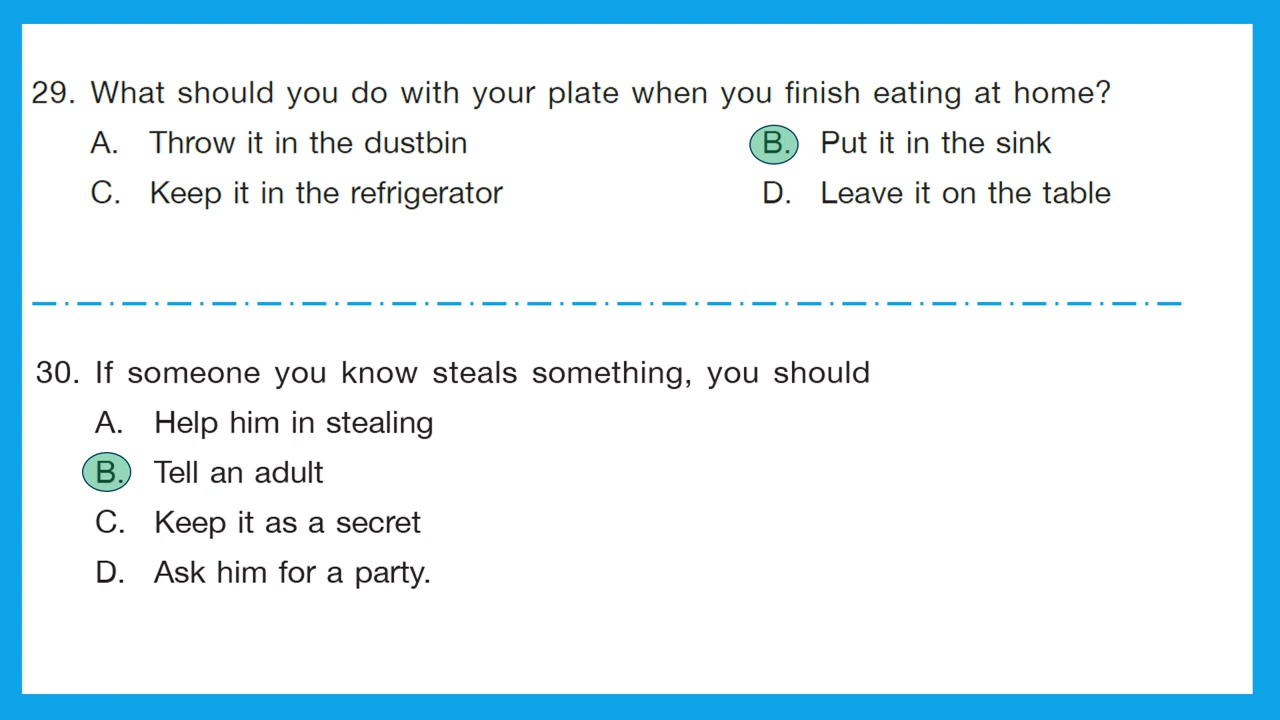 29. What should you do with your plate when you finish eating at home?
A. Throw it in the dustbin B. Put it in the sink
C. Keep it in the refrigerator D. Leave it on the table
30. If someone you know steals something, you should
A. Help him in stealing
B. Tell an adult
C. Keep it as a secret
D. Ask him for a party.